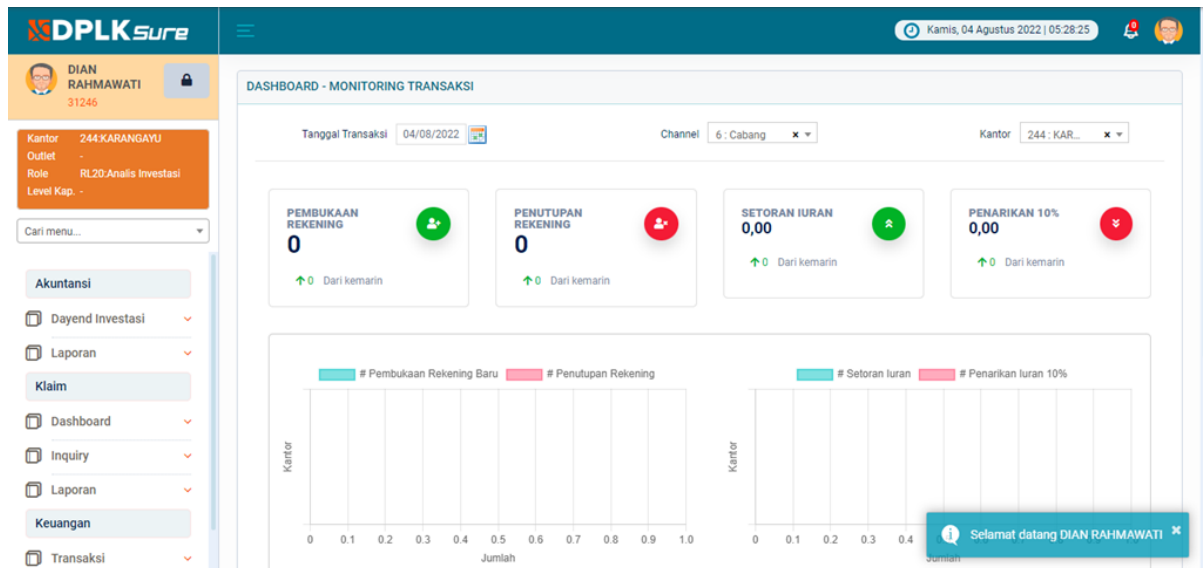 DPLKSure
Kamis, 04 Agustus 2022 | 05:28:25
DIAN
RAHMAWATI
31246
Kantor 244:KARANGAYU
Outlet -
Role RL20:Analis Investasi
Level Kap. -
Cari menu...
Akuntansi
Dayend Investasi
Laporan
Klaim
Dashboard
Inquiry
Laporan
Keuangan
Transaksi
DASHBOARD - MONITORING TRANSAKSI
Tanggal Transaksi 04/08/2022 Channel 6 : Cabang x Kantor 244 : KAR... x
PEMBUKAAN
REKENING
0
0 Dari kemarin
PENUTUPAN
REKENING
0
0 Dari kemarin
SETORAN IURAN
0,00
0 Dari kemarin
PENARIKAN 10%
0,00
0 Dari kemarin
# Pembukaan Rekening Baru # Penutupan Rekening
Kantor
0 0.1 0.2 0.3 0.4 0.5 0.6 0.7 0.8 0.9 1.0
Jumlah
# Setoran Iuran # Penarikan Iuran 10%
Kantor
0 0.1 0.2 0.3 0.4
Jumlah
Selamat datang DIAN RAHMAWATI ×